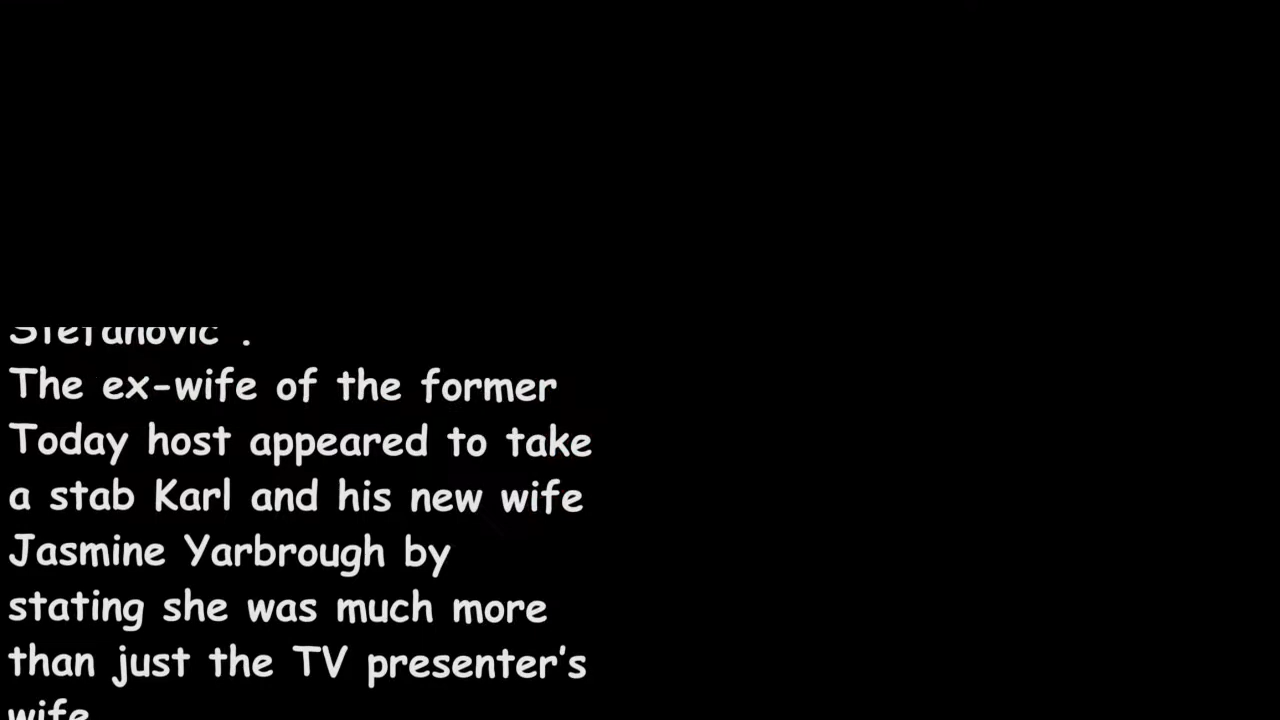 Stefanovic .
The ex-wife of the former
Today host appeared to take
a stab Karl and his new wife
Jasmine Yarbrough by
stating she was much more
than just the TV presenter's
wife